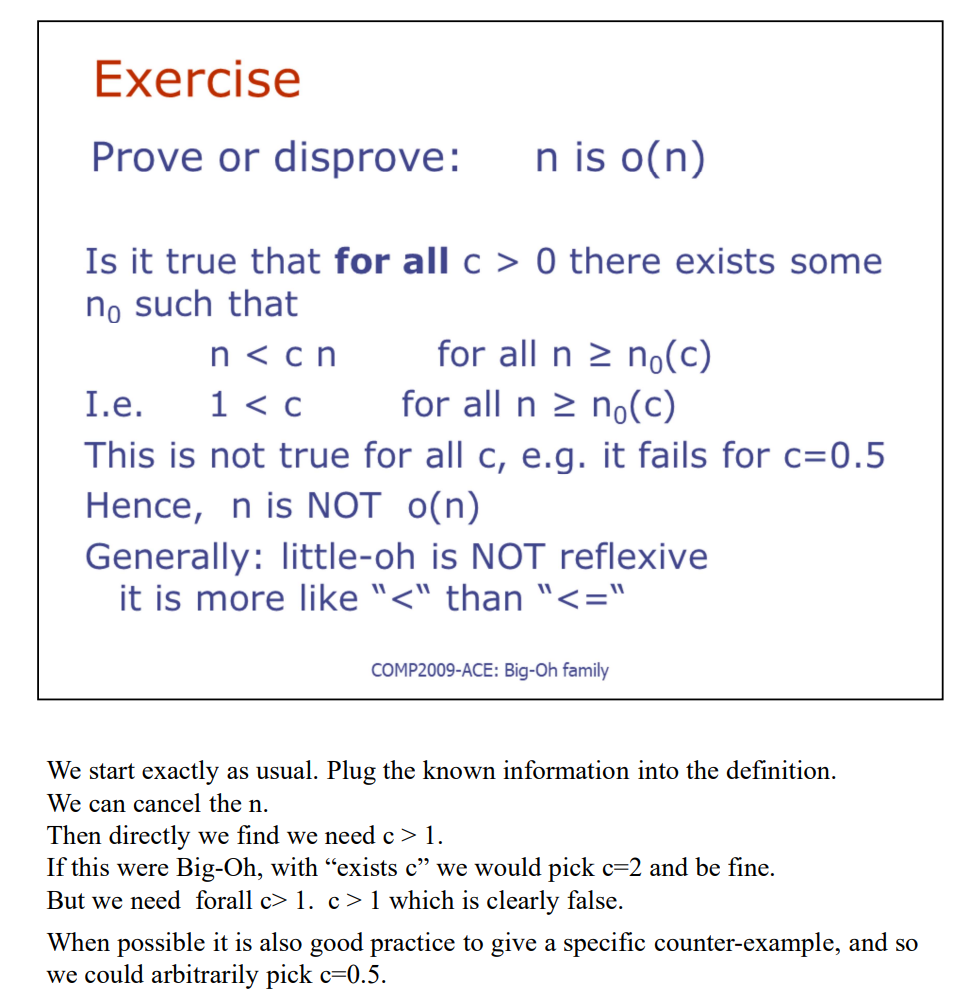 Exercise
Prove or disprove: n is o(n)
Is it true that for all c > 0 there exists some
n₀ such that
n < c n for all n ≥ n₀(c)
I.e. 1 < c for all n ≥ n₀(c)
This is not true for all c, e.g. it fails for c=0.5
Hence, n is NOT o(n)
Generally: little-oh is NOT reflexive
it is more like "<" than "<="
COMP2009-ACE: Big-Oh family
We start exactly as usual. Plug the known information into the definition.
We can cancel the n.
Then directly we find we need c > 1.
If this were Big-Oh, with “exists c” we would pick c=2 and be fine.
But we need forall c> 1. c > 1 which is clearly false.
When possible it is also good practice to give a specific counter-example, and so
we could arbitrarily pick c=0.5.